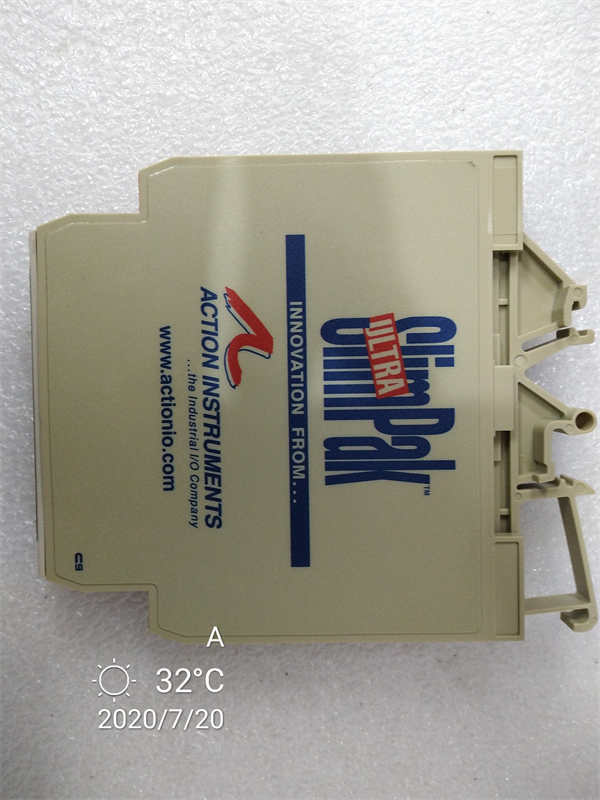 SlimPak™
ULTRA
INNOVATION FROM...
ACTION INSTRUMENTS
...the Industrial I/O Company
www.actionio.com
C9
A
32°C
2020/7/20